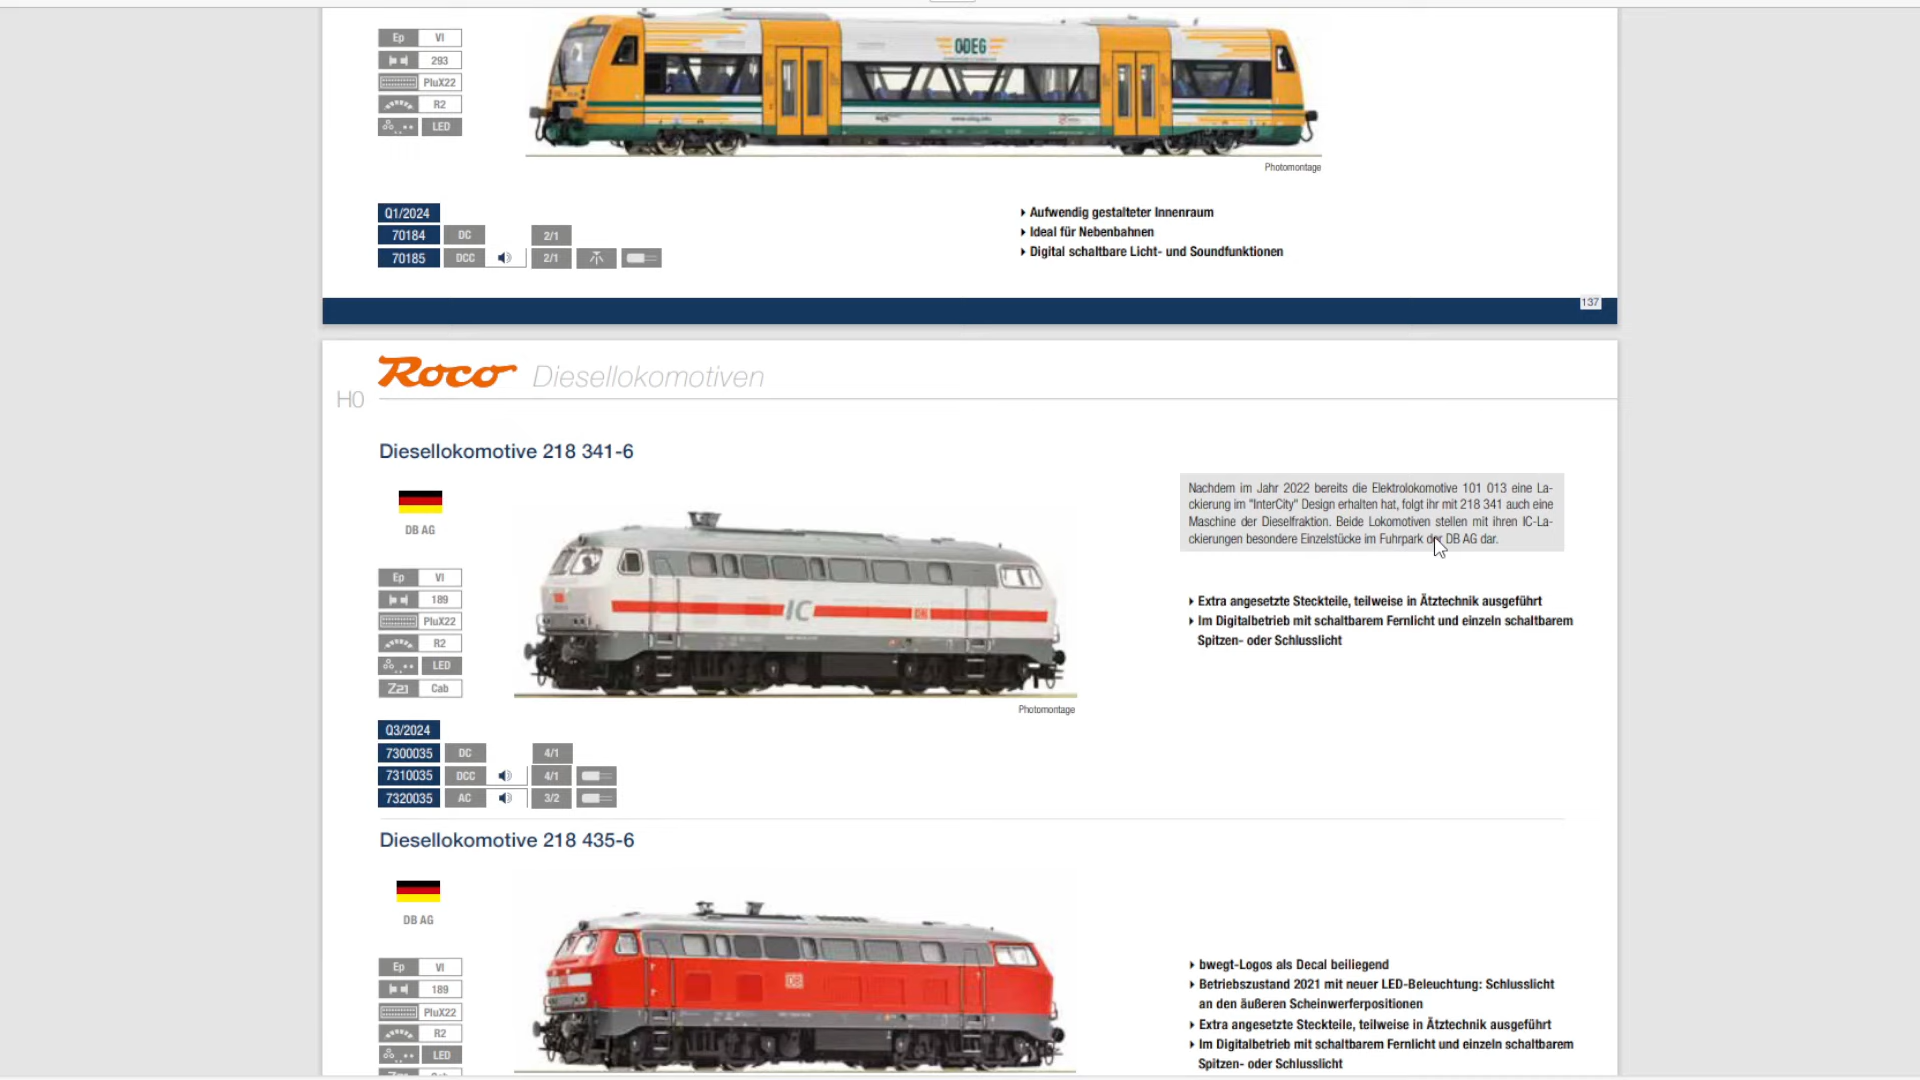 Ep VI
293
PluX22
R2
LED
ODEG
Photomontage
Q1/2024
70184 DC 2/1
70185 DCC 2/1
Aufwendig gestalteter Innenraum
Ideal für Nebenbahnen
Digital schaltbare Licht- und Soundfunktionen
137
Roco Diesellokomotiven
H0
Diesellokomotive 218 341-6
DB AG
Ep VI
189
PluX22
R2
LED
Z21 Cab
IC
DB
Photomontage
Nachdem im Jahr 2022 bereits die Elektrolokomotive 101 013 eine La-
ckierung im "InterCity" Design erhalten hat, folgt ihr mit 218 341 auch eine
Maschine der Dieselfraktion. Beide Lokomotiven stellen mit ihren IC-La-
ckierungen besondere Einzelstücke im Fuhrpark der DB AG dar.
Extra angesetzte Steckteile, teilweise in Ätztechnik ausgeführt
Im Digitalbetrieb mit schaltbarem Fernlicht und einzeln schaltbarem
Spitzen- oder Schlusslicht
Q3/2024
7300035 DC 4/1
7310035 DCC 4/1
7320035 AC 3/2
Diesellokomotive 218 435-6
DB AG
Ep VI
189
PluX22
R2
LED
DB
bwegt-Logos als Decal beiliegend
Betriebszustand 2021 mit neuer LED-Beleuchtung: Schlusslicht
an den äußeren Scheinwerferpositionen
Extra angesetzte Steckteile, teilweise in Ätztechnik ausgeführt
Im Digitalbetrieb mit schaltbarem Fernlicht und einzeln schaltbarem
Spitzen- oder Schlusslicht